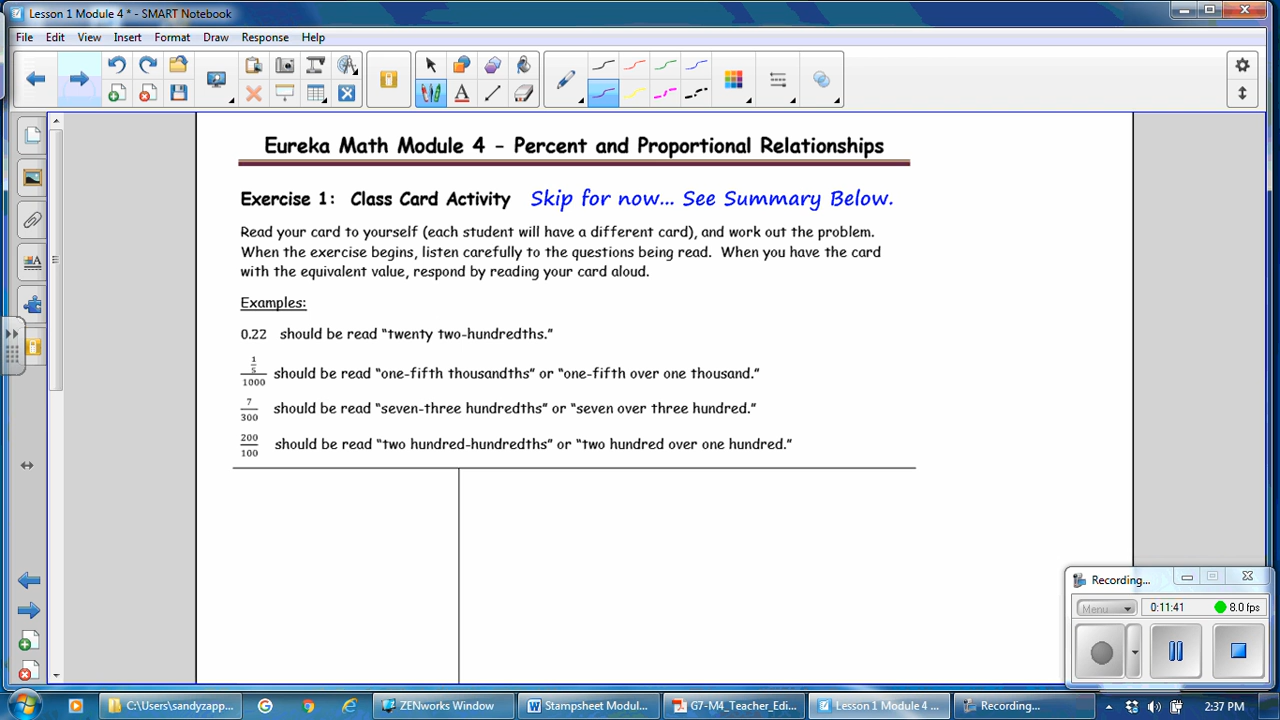 Lesson 1 Module 4 * - SMART Notebook
File Edit View Insert Format Draw Response Help
Eureka Math Module 4 – Percent and Proportional Relationships
Exercise 1: Class Card Activity Skip for now... See Summary Below.
Read your card to yourself (each student will have a different card), and work out the problem.
When the exercise begins, listen carefully to the questions being read. When you have the card
with the equivalent value, respond by reading your card aloud.
Examples:
0.22 should be read “twenty two-hundredths.”
1
5
1000 should be read “one-fifth thousandths” or “one-fifth over one thousand.”
7
300 should be read “seven-three hundredths” or “seven over three hundred.”
200
100 should be read “two hundred-hundredths” or “two hundred over one hundred.”
Recording...
Menu 0:11:41 8.0 fps
C:\Users\sandyzapp... ZENworks Window Stampsheet Modul... G7-M4_Teacher_Edi... Lesson 1 Module 4 ... Recording... 2:37 PM